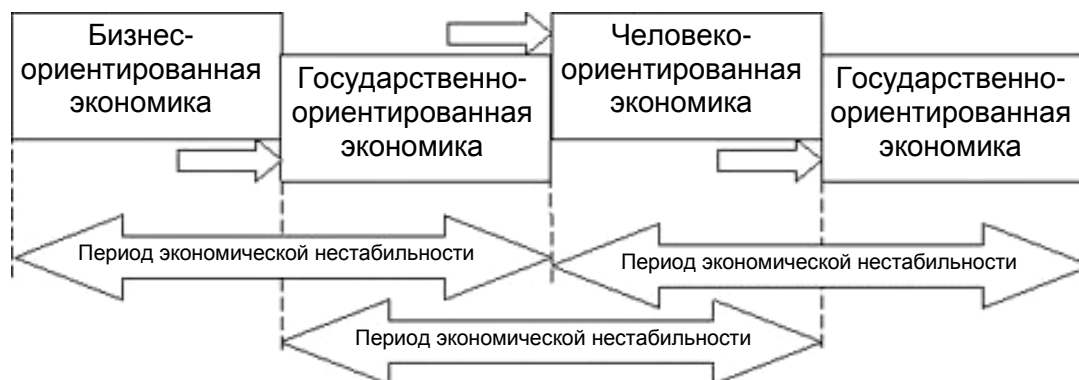 Бизнес-
ориентированная
экономика
Государственно-
ориентированная
экономика
Человеко-
ориентированная
экономика
Государственно-
ориентированная
экономика
Период экономической нестабильности
Период экономической нестабильности
Период экономической нестабильности